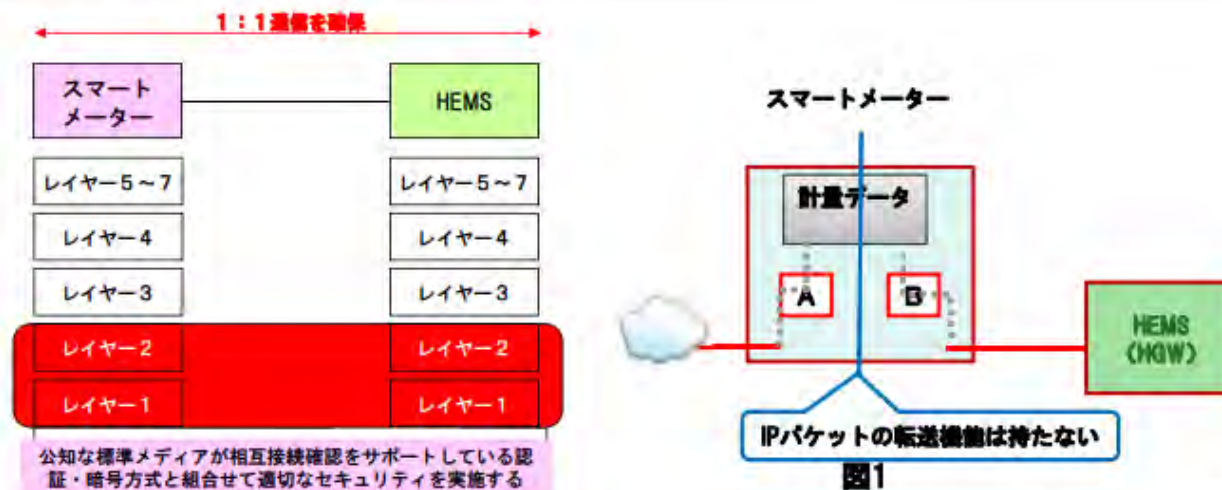 1：1通信を確保
スマート
メーター
HEMS
レイヤー5～7
レイヤー5～7
レイヤー4
レイヤー4
レイヤー3
レイヤー3
レイヤー2
レイヤー2
レイヤー1
レイヤー1
公知な標準メディアが相互接続確認をサポートしている認
証・暗号方式と組合せて適切なセキュリティを実施する
スマートメーター
計量データ
A
B
HEMS
(HGW)
IPパケットの転送機能は持たない
図1